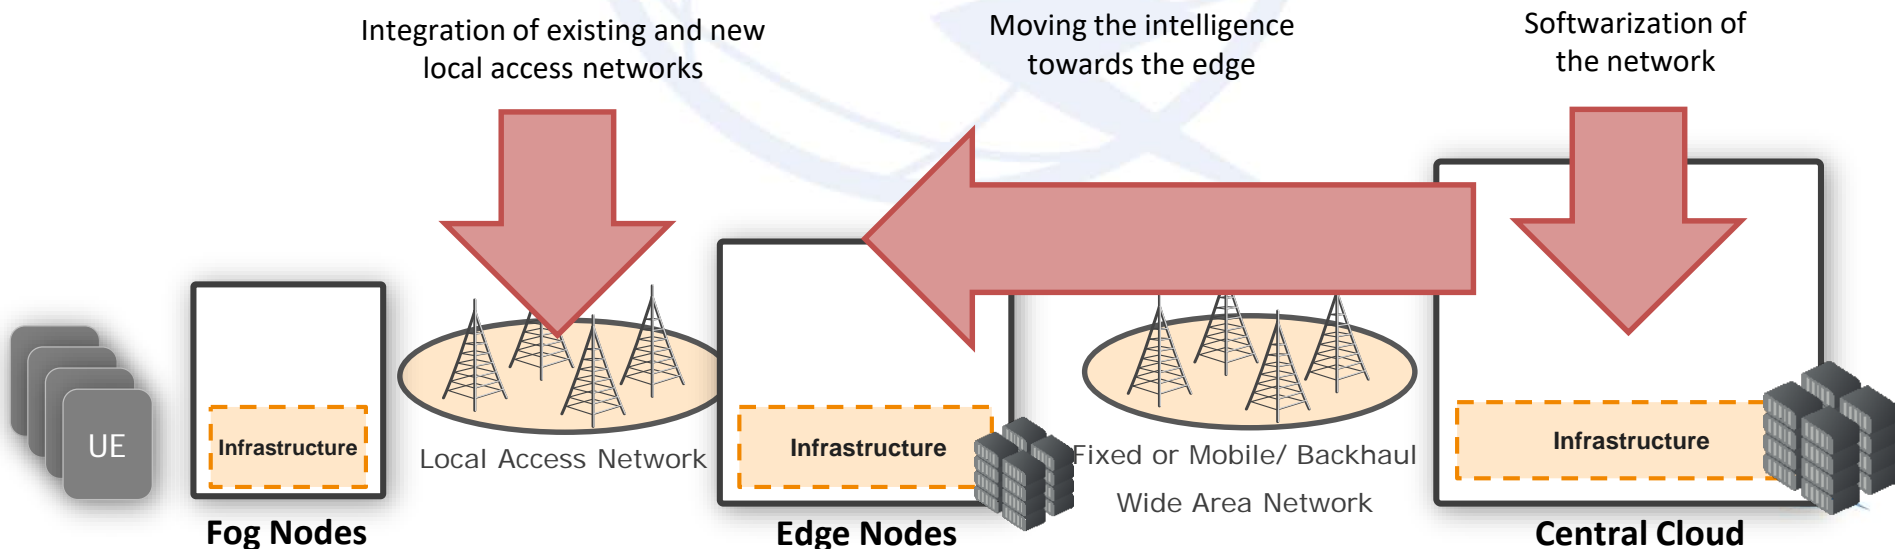 Integration of existing and new
local access networks
Moving the intelligence
towards the edge
Softwarization of
the network
UE
Infrastructure
Fog Nodes
Local Access Network
Infrastructure
Edge Nodes
Fixed or Mobile/ Backhaul
Wide Area Network
Infrastructure
Central Cloud